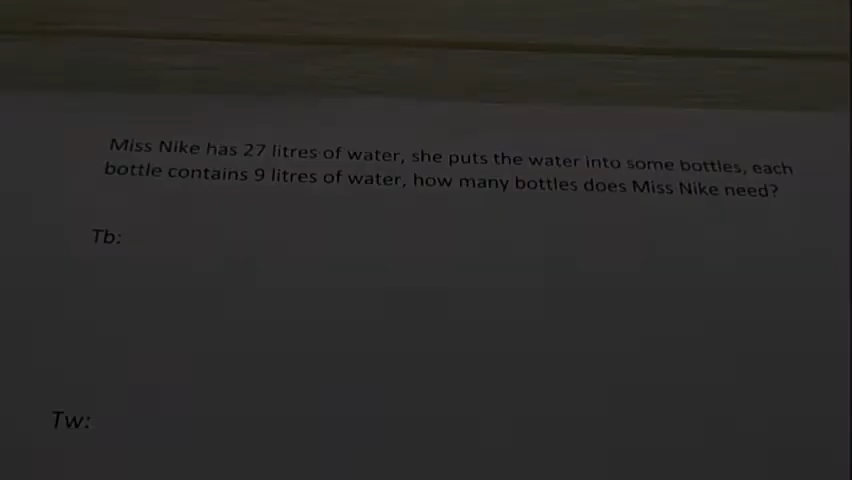 Miss Nike has 27 litres of water, she puts the water into some bottles, each
bottle contains 9 litres of water, how many bottles does Miss Nike need?
Tb:
Tw: